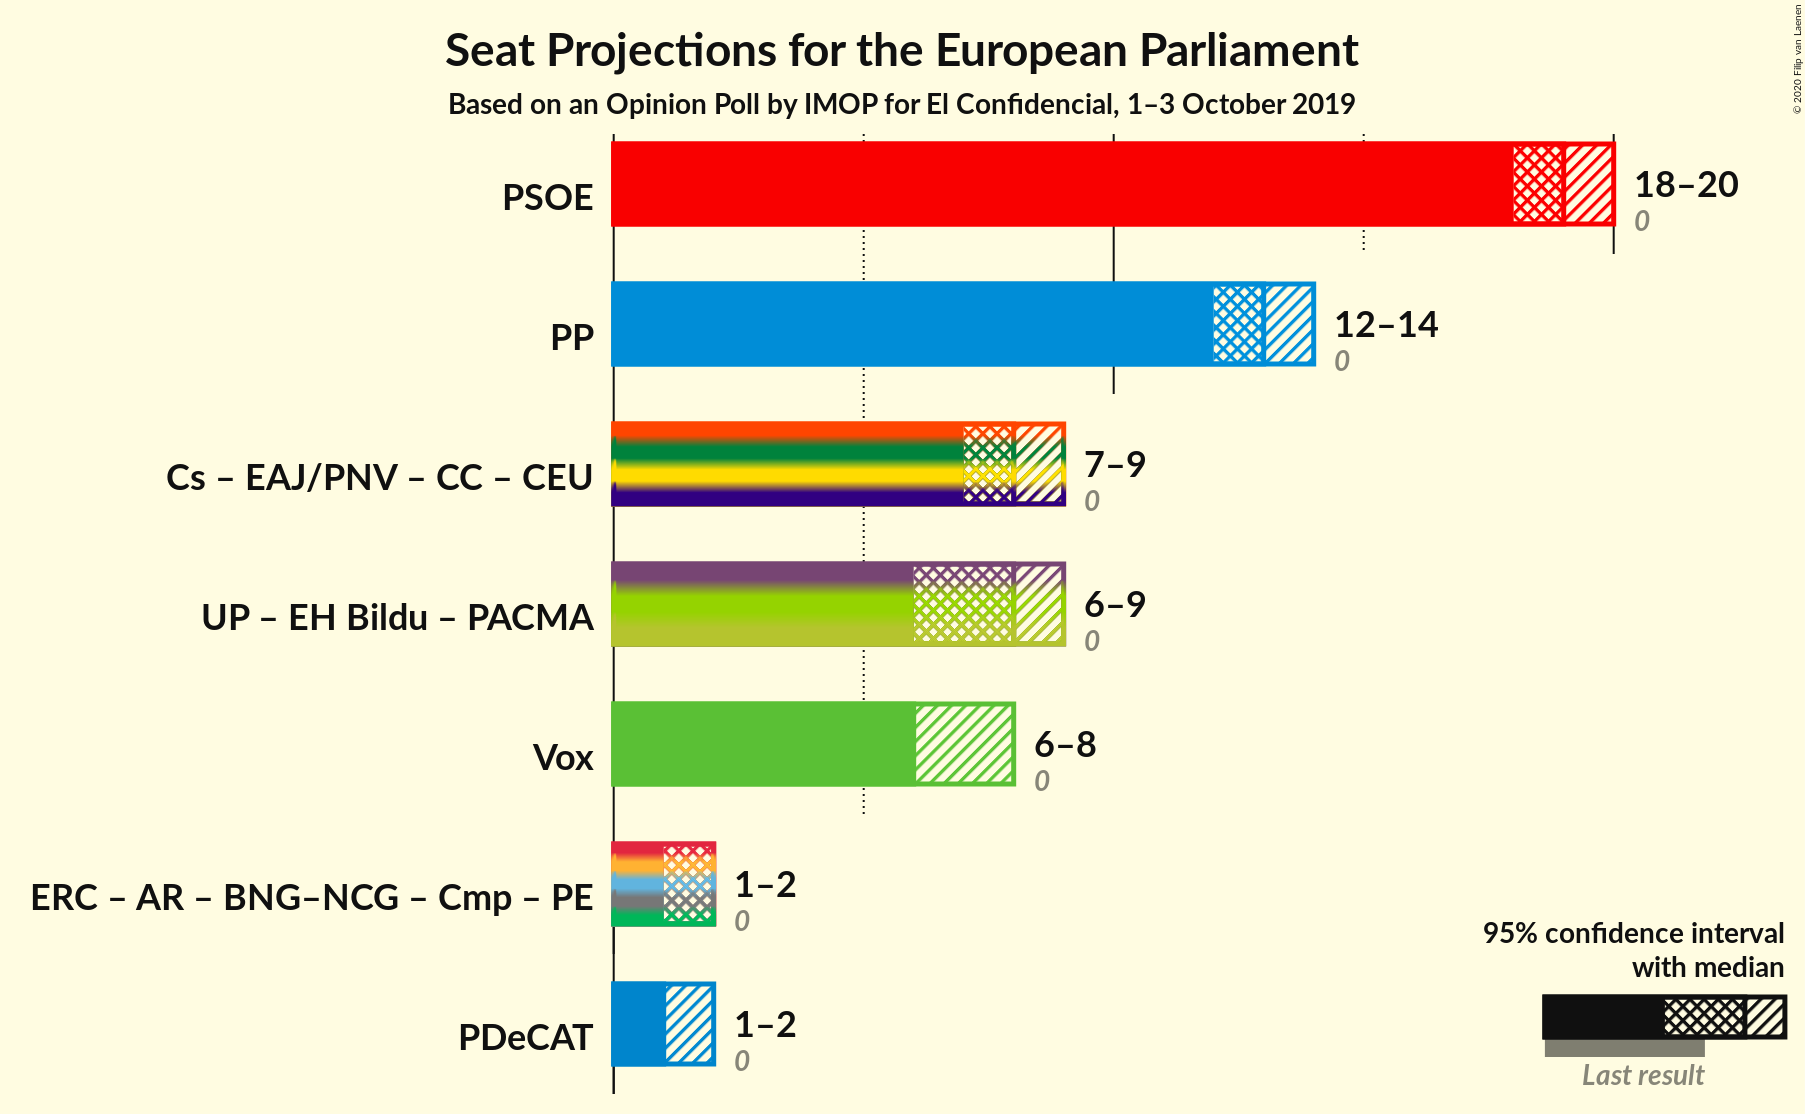 Seat Projections for the European Parliament
Based on an Opinion Poll by IMOP for El Confidencial, 1–3 October 2019
© 2020 Filip van Laenen
PSOE
18–20
0
PP
12–14
0
Cs – EAJ/PNV – CC – CEU
7–9
0
UP – EH Bildu – PACMA
6–9
0
Vox
6–8
0
ERC – AR – BNG–NCG – Cmp – PE
1–2
0
PDeCAT
1–2
0
95% confidence interval
with median
Last result